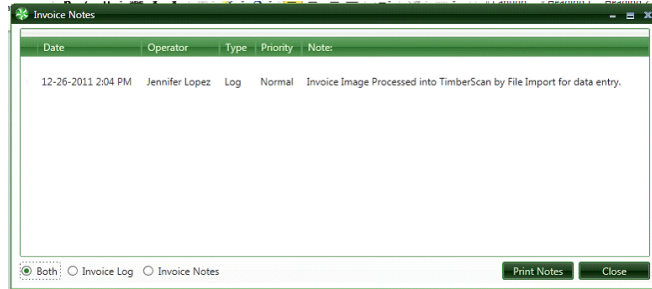 Invoice Notes
Date Operator Type Priority Note:
12-26-2011 2:04 PM Jennifer Lopez Log Normal Invoice Image Processed into TimberScan by File Import for data entry.
Both Invoice Log Invoice Notes Print Notes Close